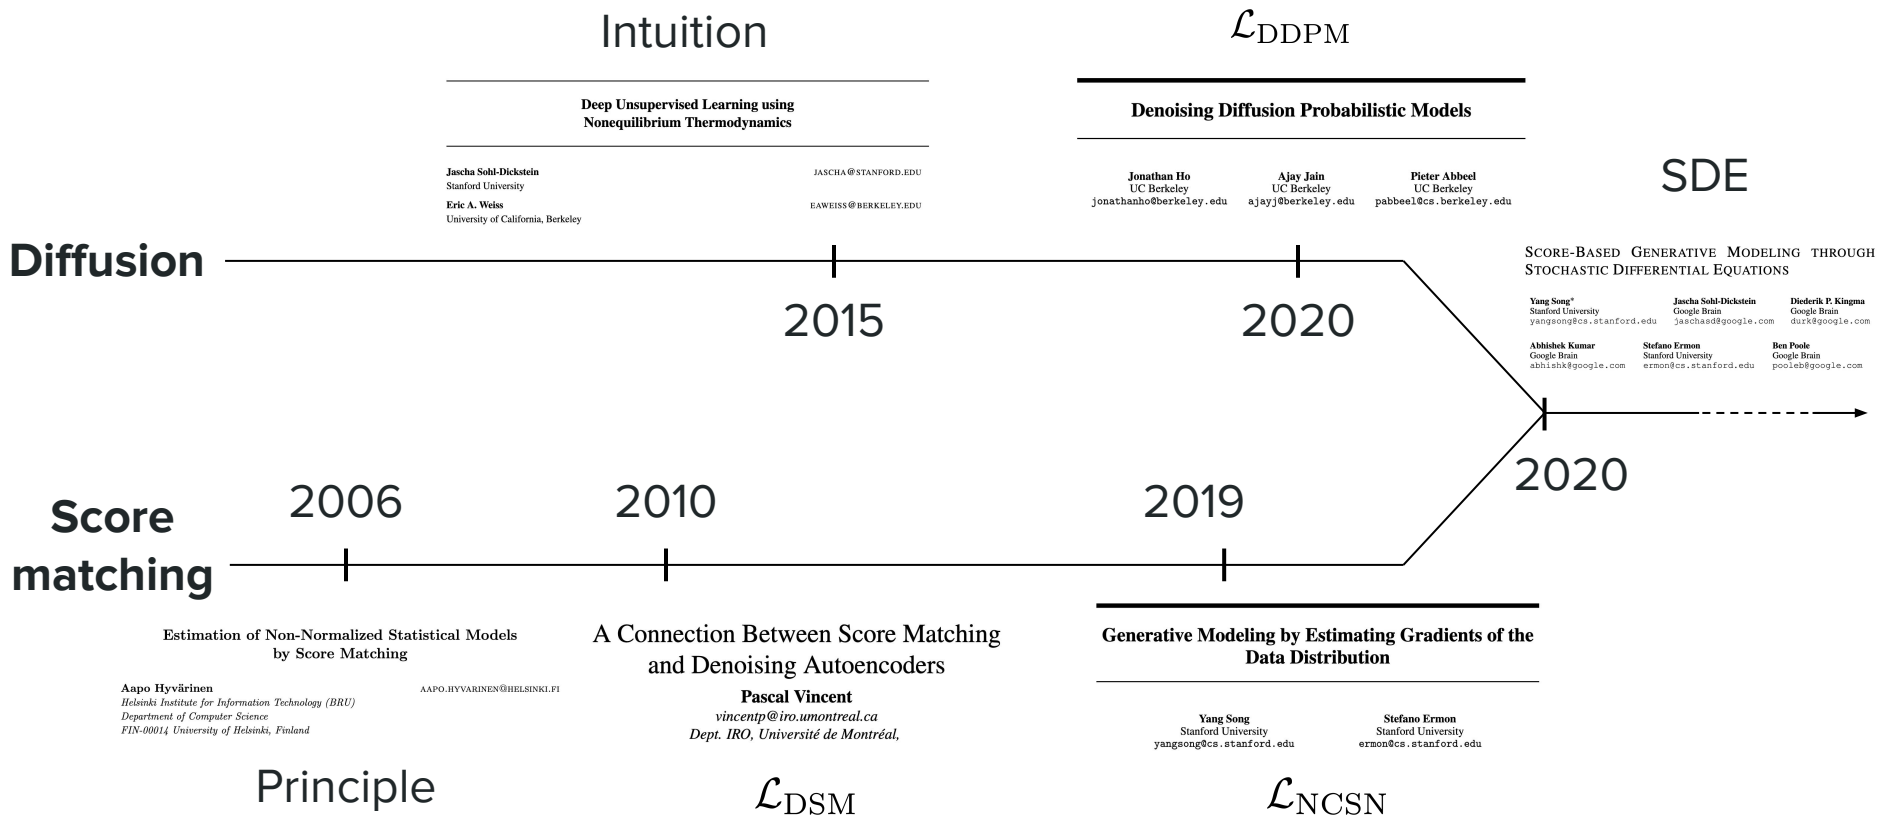 Intuition
Deep Unsupervised Learning using
Nonequilibrium Thermodynamics
Jascha Sohl-Dickstein JASCHA@STANFORD.EDU
Stanford University
Eric A. Weiss EAWEISS@BERKELEY.EDU
University of California, Berkeley
ℒDDPM
Denoising Diffusion Probabilistic Models
Jonathan Ho Ajay Jain Pieter Abbeel
UC Berkeley UC Berkeley UC Berkeley
jonathanho@berkeley.edu ajayj@berkeley.edu pabbeel@cs.berkeley.edu
SDE
SCORE-BASED GENERATIVE MODELING THROUGH
STOCHASTIC DIFFERENTIAL EQUATIONS
Yang Song* Jascha Sohl-Dickstein Diederik P. Kingma
Stanford University Google Brain Google Brain
yangsong@cs.stanford.edu jaschasd@google.com durk@google.com
Abhishek Kumar Stefano Ermon Ben Poole
Google Brain Stanford University Google Brain
abhishk@google.com ermon@cs.stanford.edu pooleb@google.com
Diffusion
2015
2020
2020
Score
matching
2006
2010
2019
Estimation of Non-Normalized Statistical Models
by Score Matching
Aapo Hyvärinen AAPO.HYVARINEN@HELSINKI.FI
Helsinki Institute for Information Technology (BRU)
Department of Computer Science
FIN-00014 University of Helsinki, Finland
Principle
A Connection Between Score Matching
and Denoising Autoencoders
Pascal Vincent
vincentp@iro.umontreal.ca
Dept. IRO, Université de Montréal,
ℒDSM
Generative Modeling by Estimating Gradients of the
Data Distribution
Yang Song Stefano Ermon
Stanford University Stanford University
yangsong@cs.stanford.edu ermon@cs.stanford.edu
ℒNCSN